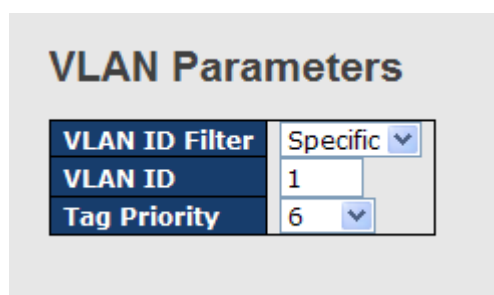 VLAN Parameters
VLAN ID Filter Specific
VLAN ID 1
Tag Priority 6